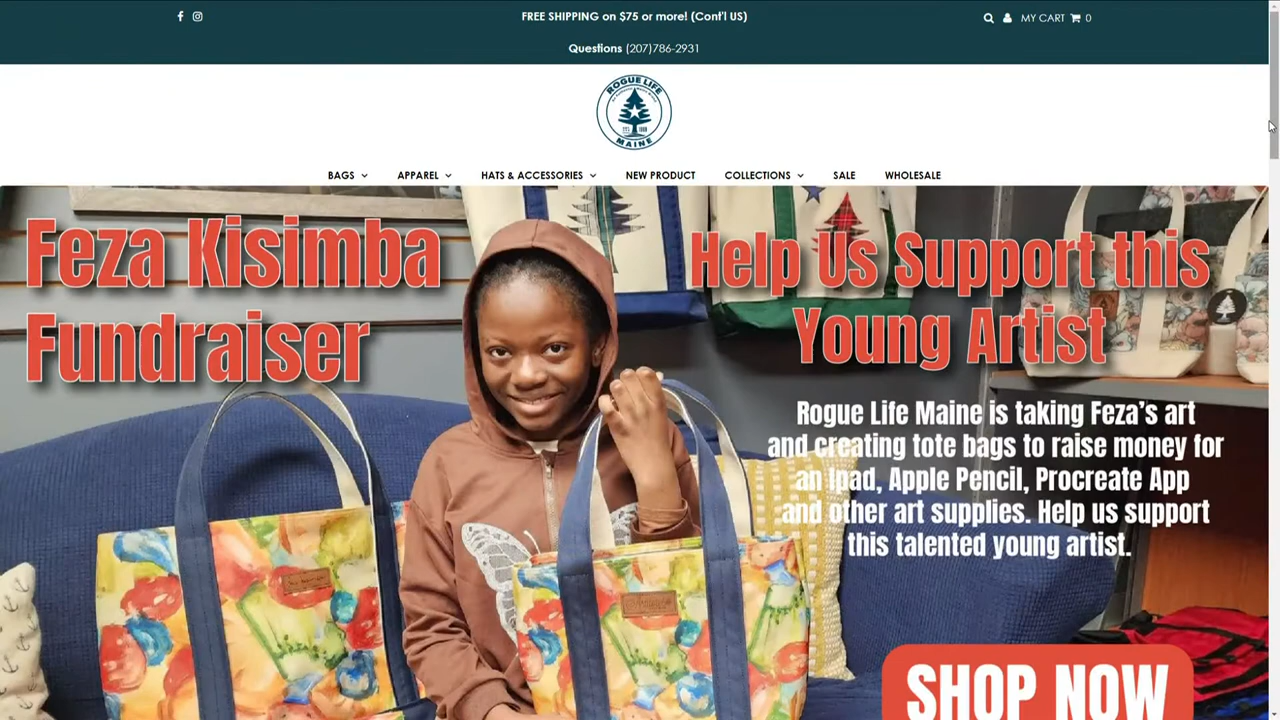 FREE SHIPPING on $75 or more! (Cont'l US)
MY CART 0
Questions (207)786-2931
ROGUE LIFE
MAINE
BAGS
APPAREL
HATS & ACCESSORIES
NEW PRODUCT
COLLECTIONS
SALE
WHOLESALE
Feza Kisimba
Fundraiser
Help Us Support this
Young Artist
Rogue Life Maine is taking Feza's art
and creating tote bags to raise money for
an Ipad, Apple Pencil, Procreate App
and other art supplies. Help us support
this talented young artist.
SHOP NOW